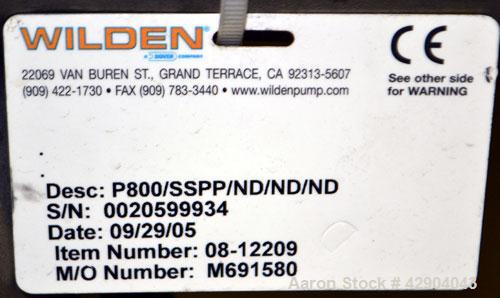 WILDEN
A DOVER COMPANY
CE
22069 VAN BUREN ST., GRAND TERRACE, CA 92313-5607
(909) 422-1730 • FAX (909) 783-3440 • www.wildenpump.com
See other side
for WARNING
Desc: P800/SSPP/ND/ND/ND
S/N: 0020599934
Date: 09/29/05
Item Number: 08-12209
M/O Number: M691580
Aaron Stock # 42904043